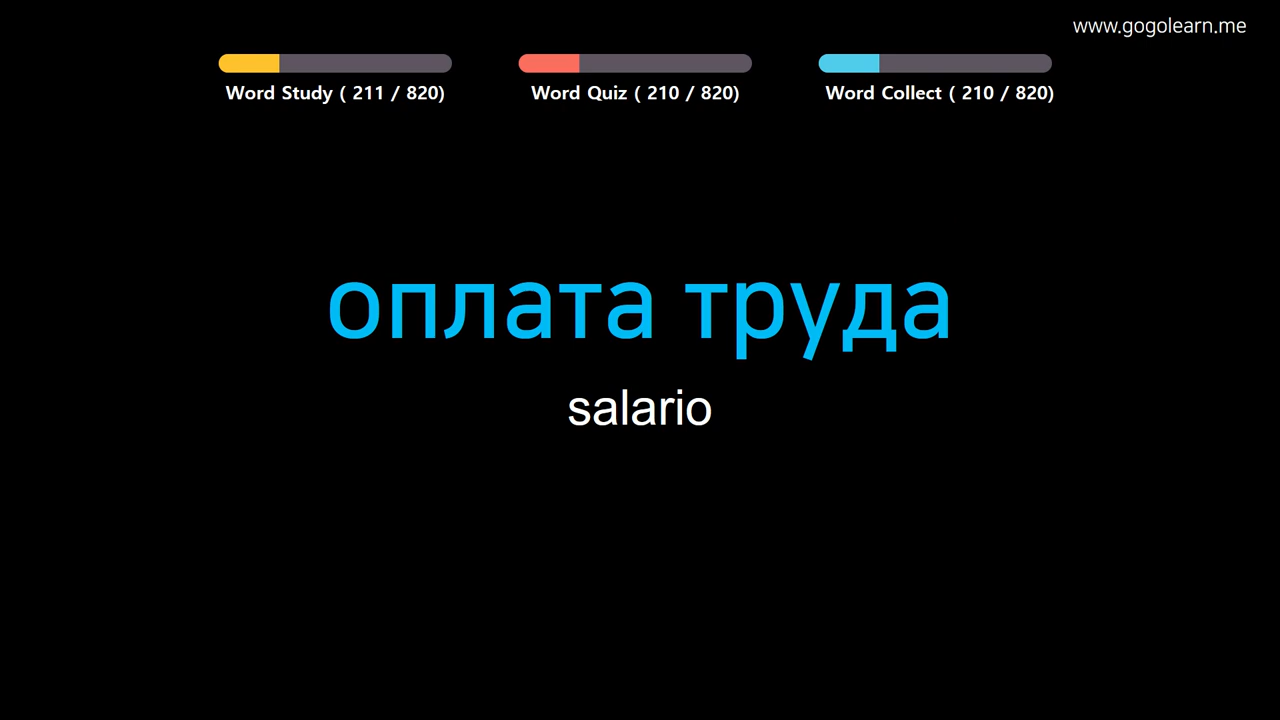 www.gogolearn.me
Word Study ( 211 / 820)
Word Quiz ( 210 / 820)
Word Collect ( 210 / 820)
оплата труда
salario